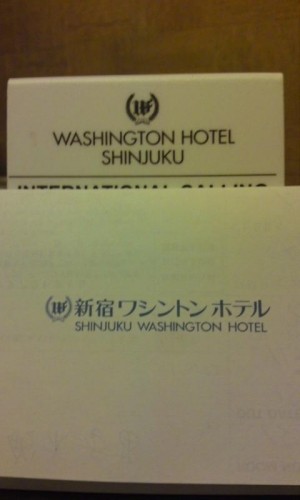 WASHINGTON HOTEL
SHINJUKU
INTERNATIONAL CALLING
新宿ワシントンホテル
SHINJUKU WASHINGTON HOTEL